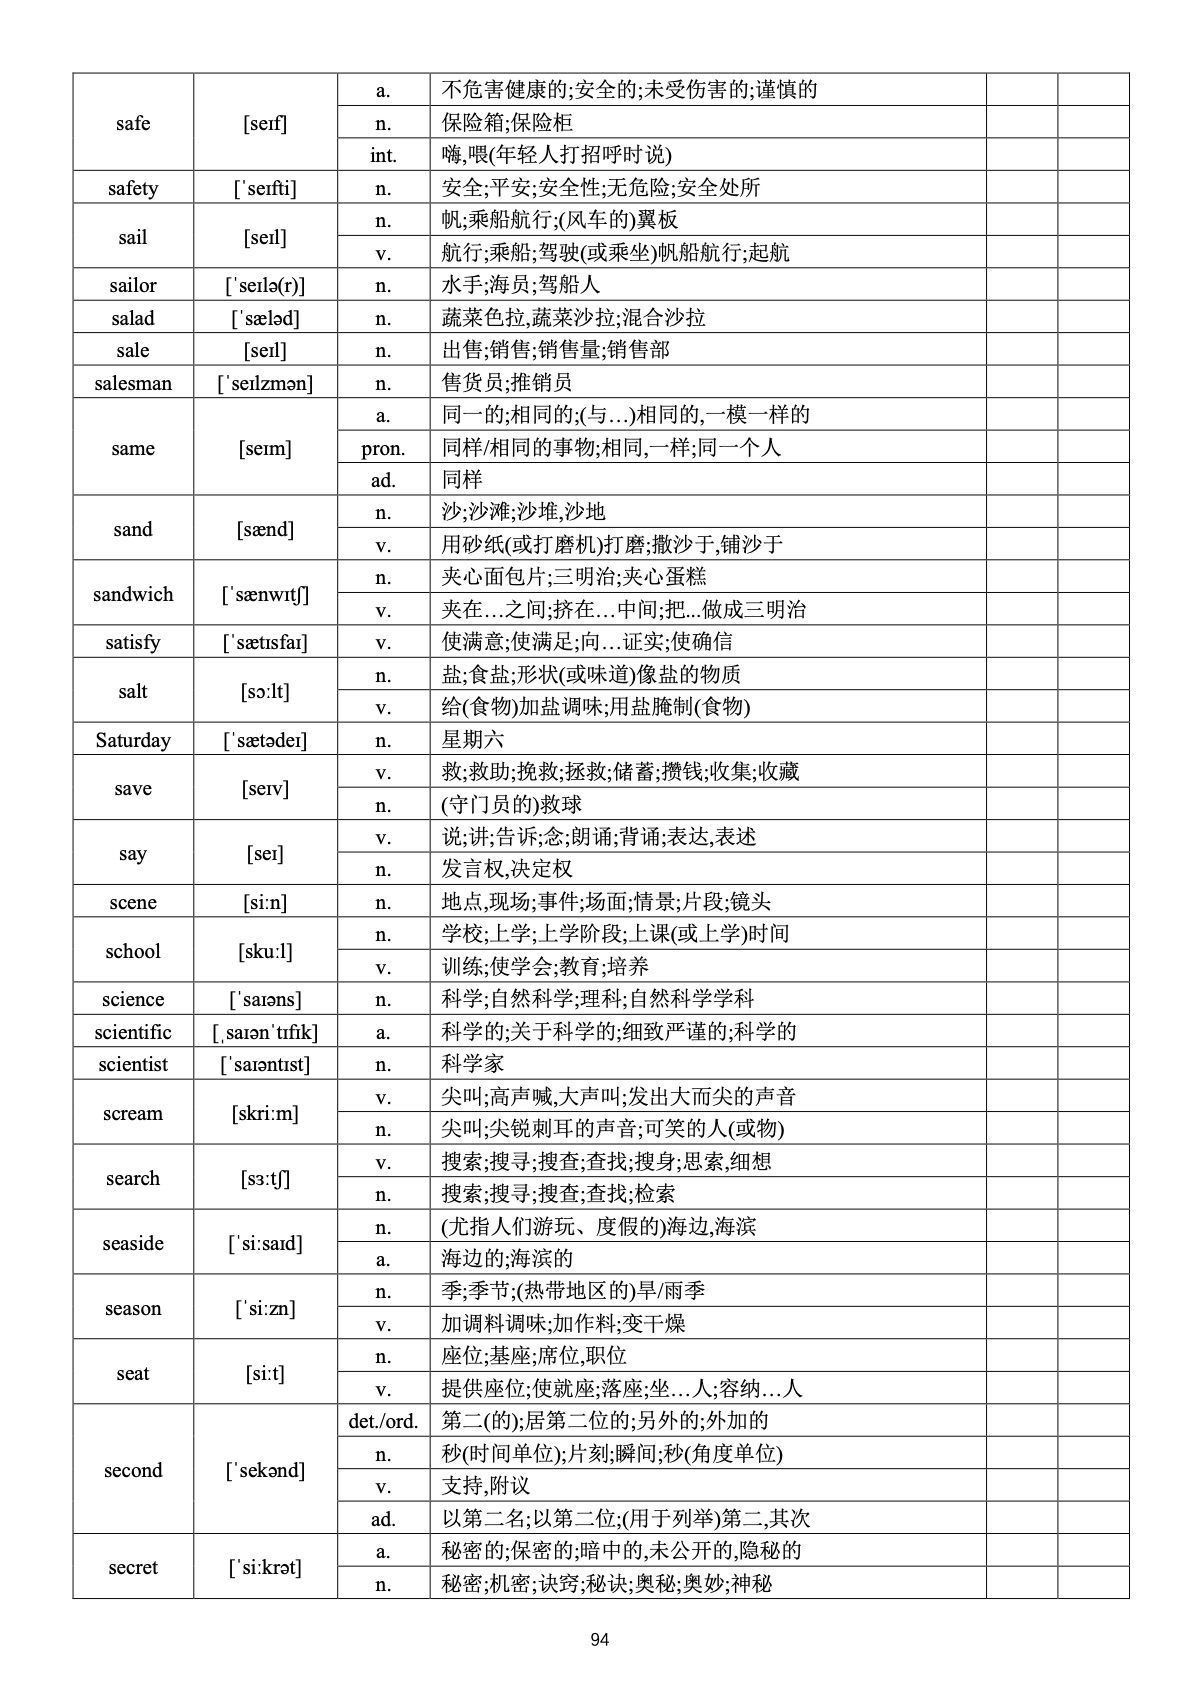 safe [seɪf] a. 不危害健康的;安全的;未受伤害的;谨慎的
n. 保险箱;保险柜
int. 嗨,喂(年轻人打招呼时说)
safety [ˈseɪfti] n. 安全;平安;安全性;无危险;安全处所
sail [seɪl] n. 帆;乘船航行;(风车的)翼板
v. 航行;乘船;驾驶(或乘坐)帆船航行;起航
sailor [ˈseɪlə(r)] n. 水手;海员;驾船人
salad [ˈsæləd] n. 蔬菜色拉,蔬菜沙拉;混合沙拉
sale [seɪl] n. 出售;销售;销售量;销售部
salesman [ˈseɪlzmən] n. 售货员;推销员
same [seɪm] a. 同一的;相同的;(与…)相同的,一模一样的
pron. 同样/相同的事物;相同,一样;同一个人
ad. 同样
sand [sænd] n. 沙;沙滩;沙堆,沙地
v. 用砂纸(或打磨机)打磨;撒沙于,铺沙于
sandwich [ˈsænwɪtʃ] n. 夹心面包片;三明治;夹心蛋糕
v. 夹在…之间;挤在…中间;把...做成三明治
satisfy [ˈsætɪsfaɪ] v. 使满意;使满足;向…证实;使确信
salt [sɔːlt] n. 盐;食盐;形状(或味道)像盐的物质
v. 给(食物)加盐调味;用盐腌制(食物)
Saturday [ˈsætədeɪ] n. 星期六
save [seɪv] v. 救;救助;挽救;拯救;储蓄;攒钱;收集;收藏
n. (守门员的)救球
say [seɪ] v. 说;讲;告诉;念;朗诵;背诵;表达,表述
n. 发言权,决定权
scene [siːn] n. 地点,现场;事件;场面;情景;片段;镜头
school [skuːl] n. 学校;上学;上学阶段;上课(或上学)时间
v. 训练;使学会;教育;培养
science [ˈsaɪəns] n. 科学;自然科学;理科;自然科学学科
scientific [ˌsaɪənˈtɪfɪk] a. 科学的;关于科学的;细致严谨的;科学的
scientist [ˈsaɪəntɪst] n. 科学家
scream [skriːm] v. 尖叫;高声喊,大声叫;发出大而尖的声音
n. 尖叫;尖锐刺耳的声音;可笑的人(或物)
search [sɜːtʃ] v. 搜索;搜寻;搜查;查找;搜身;思索,细想
n. 搜索;搜寻;搜查;查找;检索
seaside [ˈsiːsaɪd] n. (尤指人们游玩、度假的)海边,海滨
a. 海边的;海滨的
season [ˈsiːzn] n. 季;季节;(热带地区的)旱/雨季
v. 加调料调味;加作料;变干燥
seat [siːt] n. 座位;基座;席位,职位
v. 提供座位;使就座;落座;坐…人;容纳…人
second [ˈsekənd] det./ord. 第二(的);居第二位的;另外的;外加的
n. 秒(时间单位);片刻;瞬间;秒(角度单位)
v. 支持,附议
ad. 以第二名;以第二位;(用于列举)第二,其次
secret [ˈsiːkrət] a. 秘密的;保密的;暗中的,未公开的,隐秘的
n. 秘密;机密;诀窍;秘诀;奥秘;奥妙;神秘
94